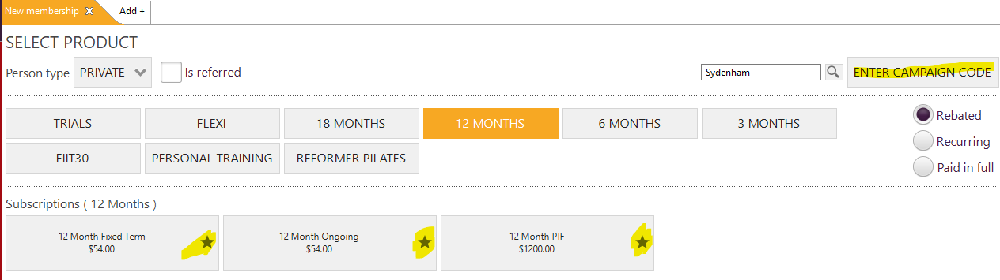 New membership Add +
SELECT PRODUCT
Person type PRIVATE Is referred Sydenham ENTER CAMPAIGN CODE
TRIALS FLEXI 18 MONTHS 12 MONTHS 6 MONTHS 3 MONTHS Rebated
Recurring
FIIT30 PERSONAL TRAINING REFORMER PILATES Paid in full
Subscriptions ( 12 Months )
12 Month Fixed Term 12 Month Ongoing 12 Month PIF
$54.00 $54.00 $1200.00